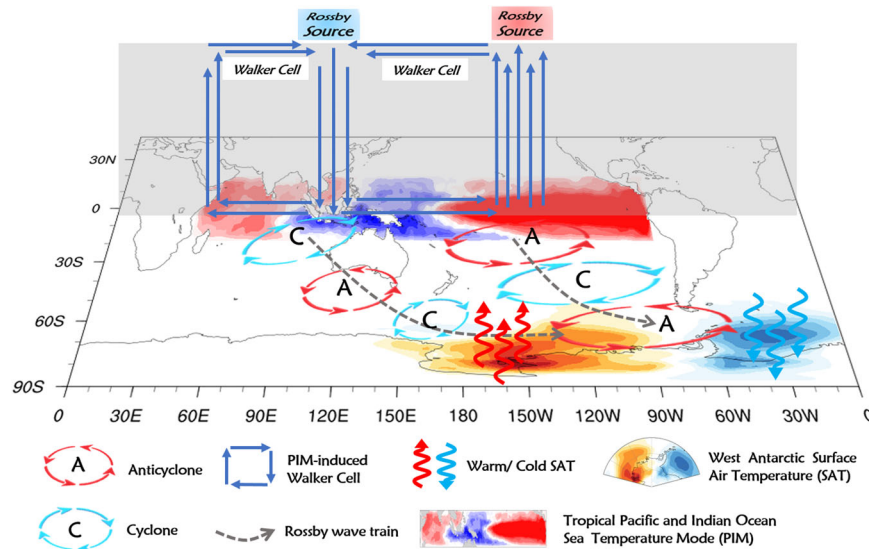 Rossby Source
Rossby Source
Walker Cell
Walker Cell
30N
0
C
A
30S
A
C
C
A
60S
90S
0
30E
60E
90E
120E
150E
180
150W
120W
90W
60W
30W
A
Anticyclone
PIM-induced
Walker Cell
Warm/ Cold SAT
West Antarctic Surface
Air Temperature (SAT)
C
Cyclone
Rossby wave train
Tropical Pacific and Indian Ocean
Sea Temperature Mode (PIM)